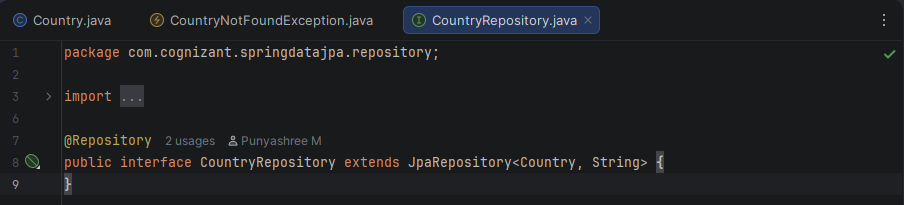 Country.java CountryNotFoundException.java CountryRepository.java
1 package com.cognizant.springdatajpa.repository;
2
3 import ...
6
7 @Repository 2 usages Punyashree M
8 public interface CountryRepository extends JpaRepository<Country, String> {
9 }